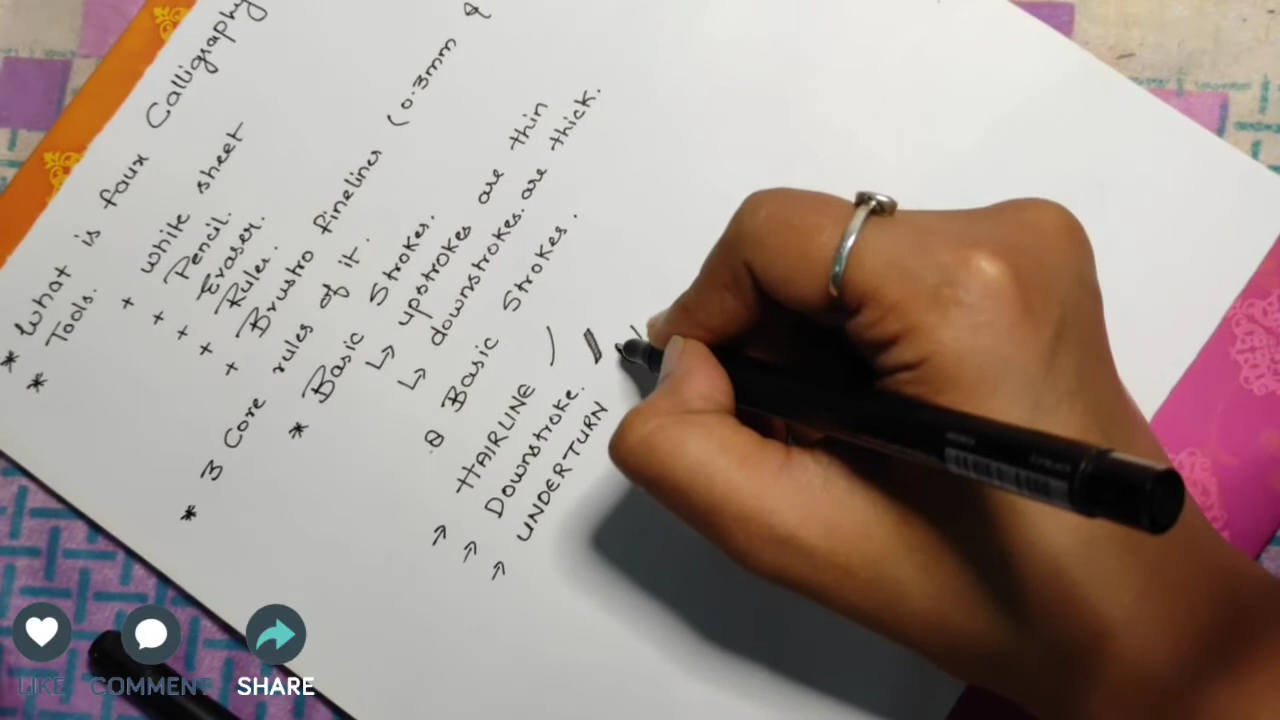 * What is faux Calligraphy
* Tools.
+ White sheet
+ Pencil.
+ Eraser.
+ Ruler.
+ Brustro fineliner (0.3mm &
* 3 Core rules of it.
* Basic Strokes.
↳ upstrokes are thin
↳ downstrokes. are thick.
8 Basic Strokes.
→ HAIRLINE
→ Downstroke.
→ UNDERTURN
LIKE
COMMENT
SHARE